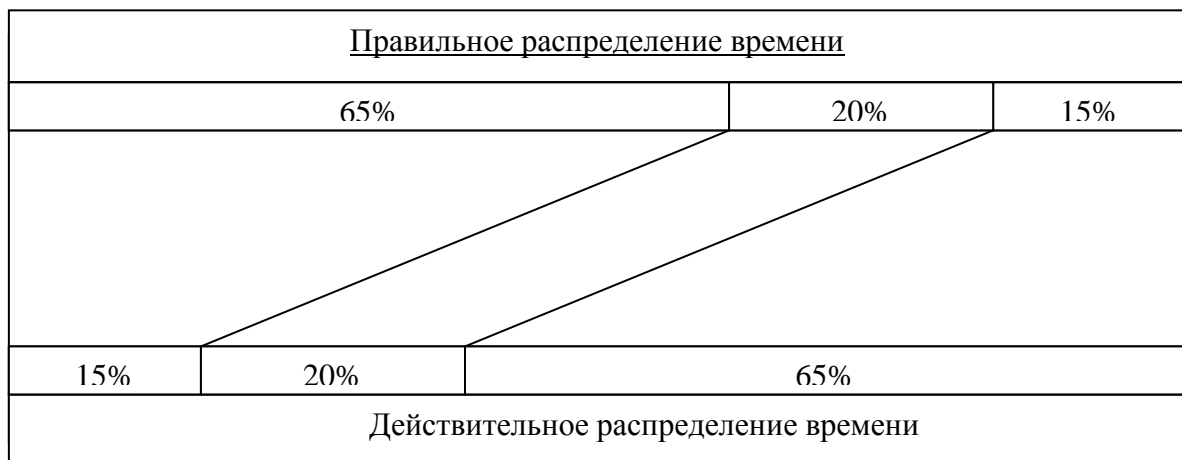 Правильное распределение времени
65% 20% 15%
15% 20% 65%
Действительное распределение времени